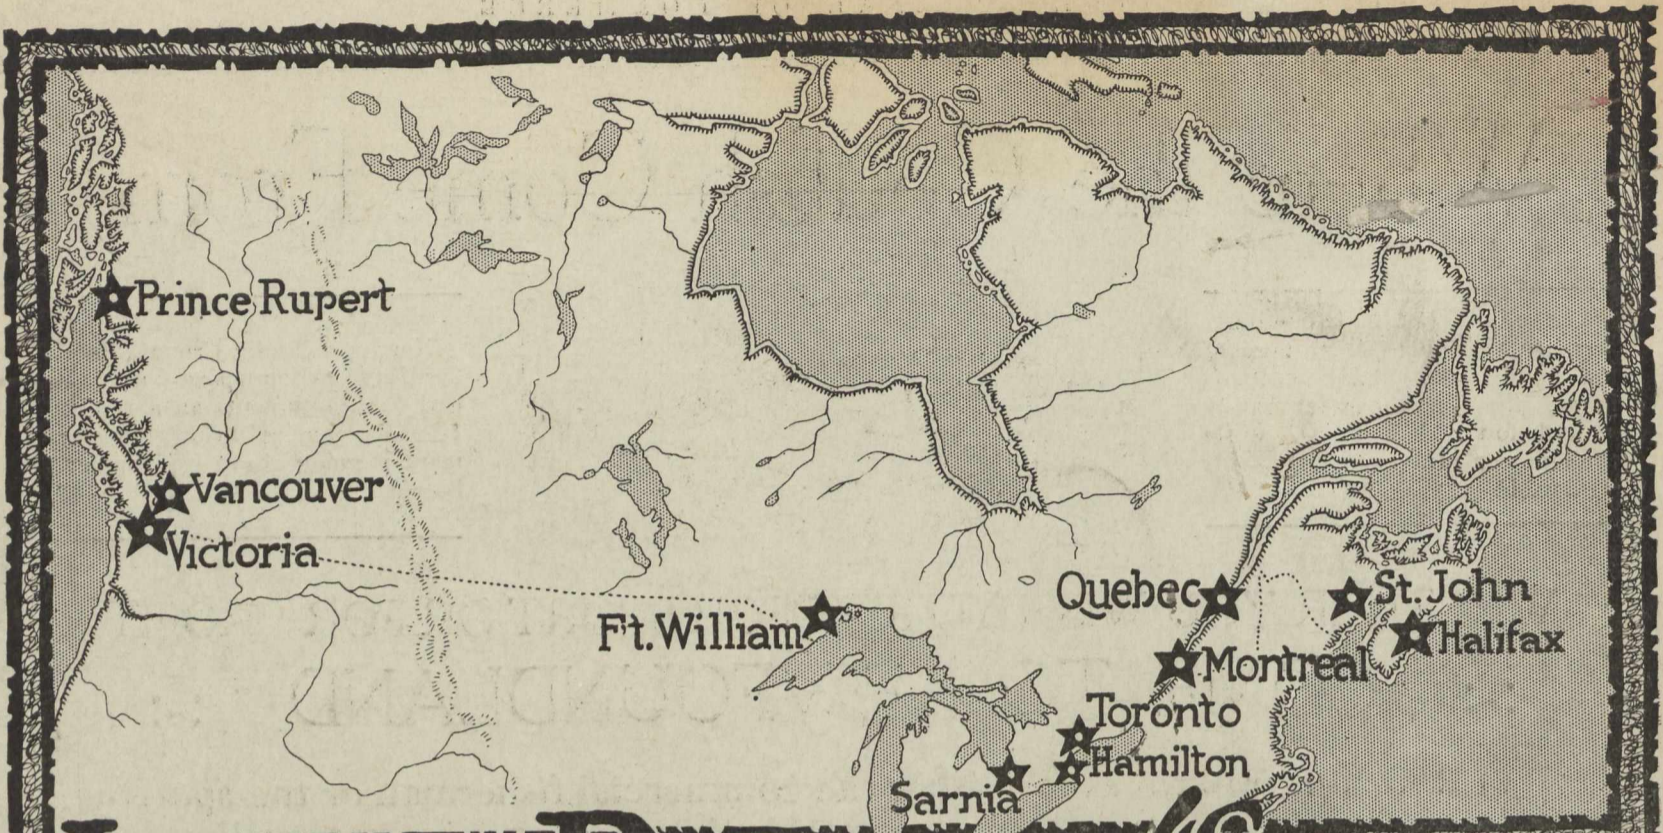 Prince Rupert
Vancouver
Victoria
Ft. William
Quebec
St. John
Halifax
Montreal
Toronto
Hamilton
Sarnia